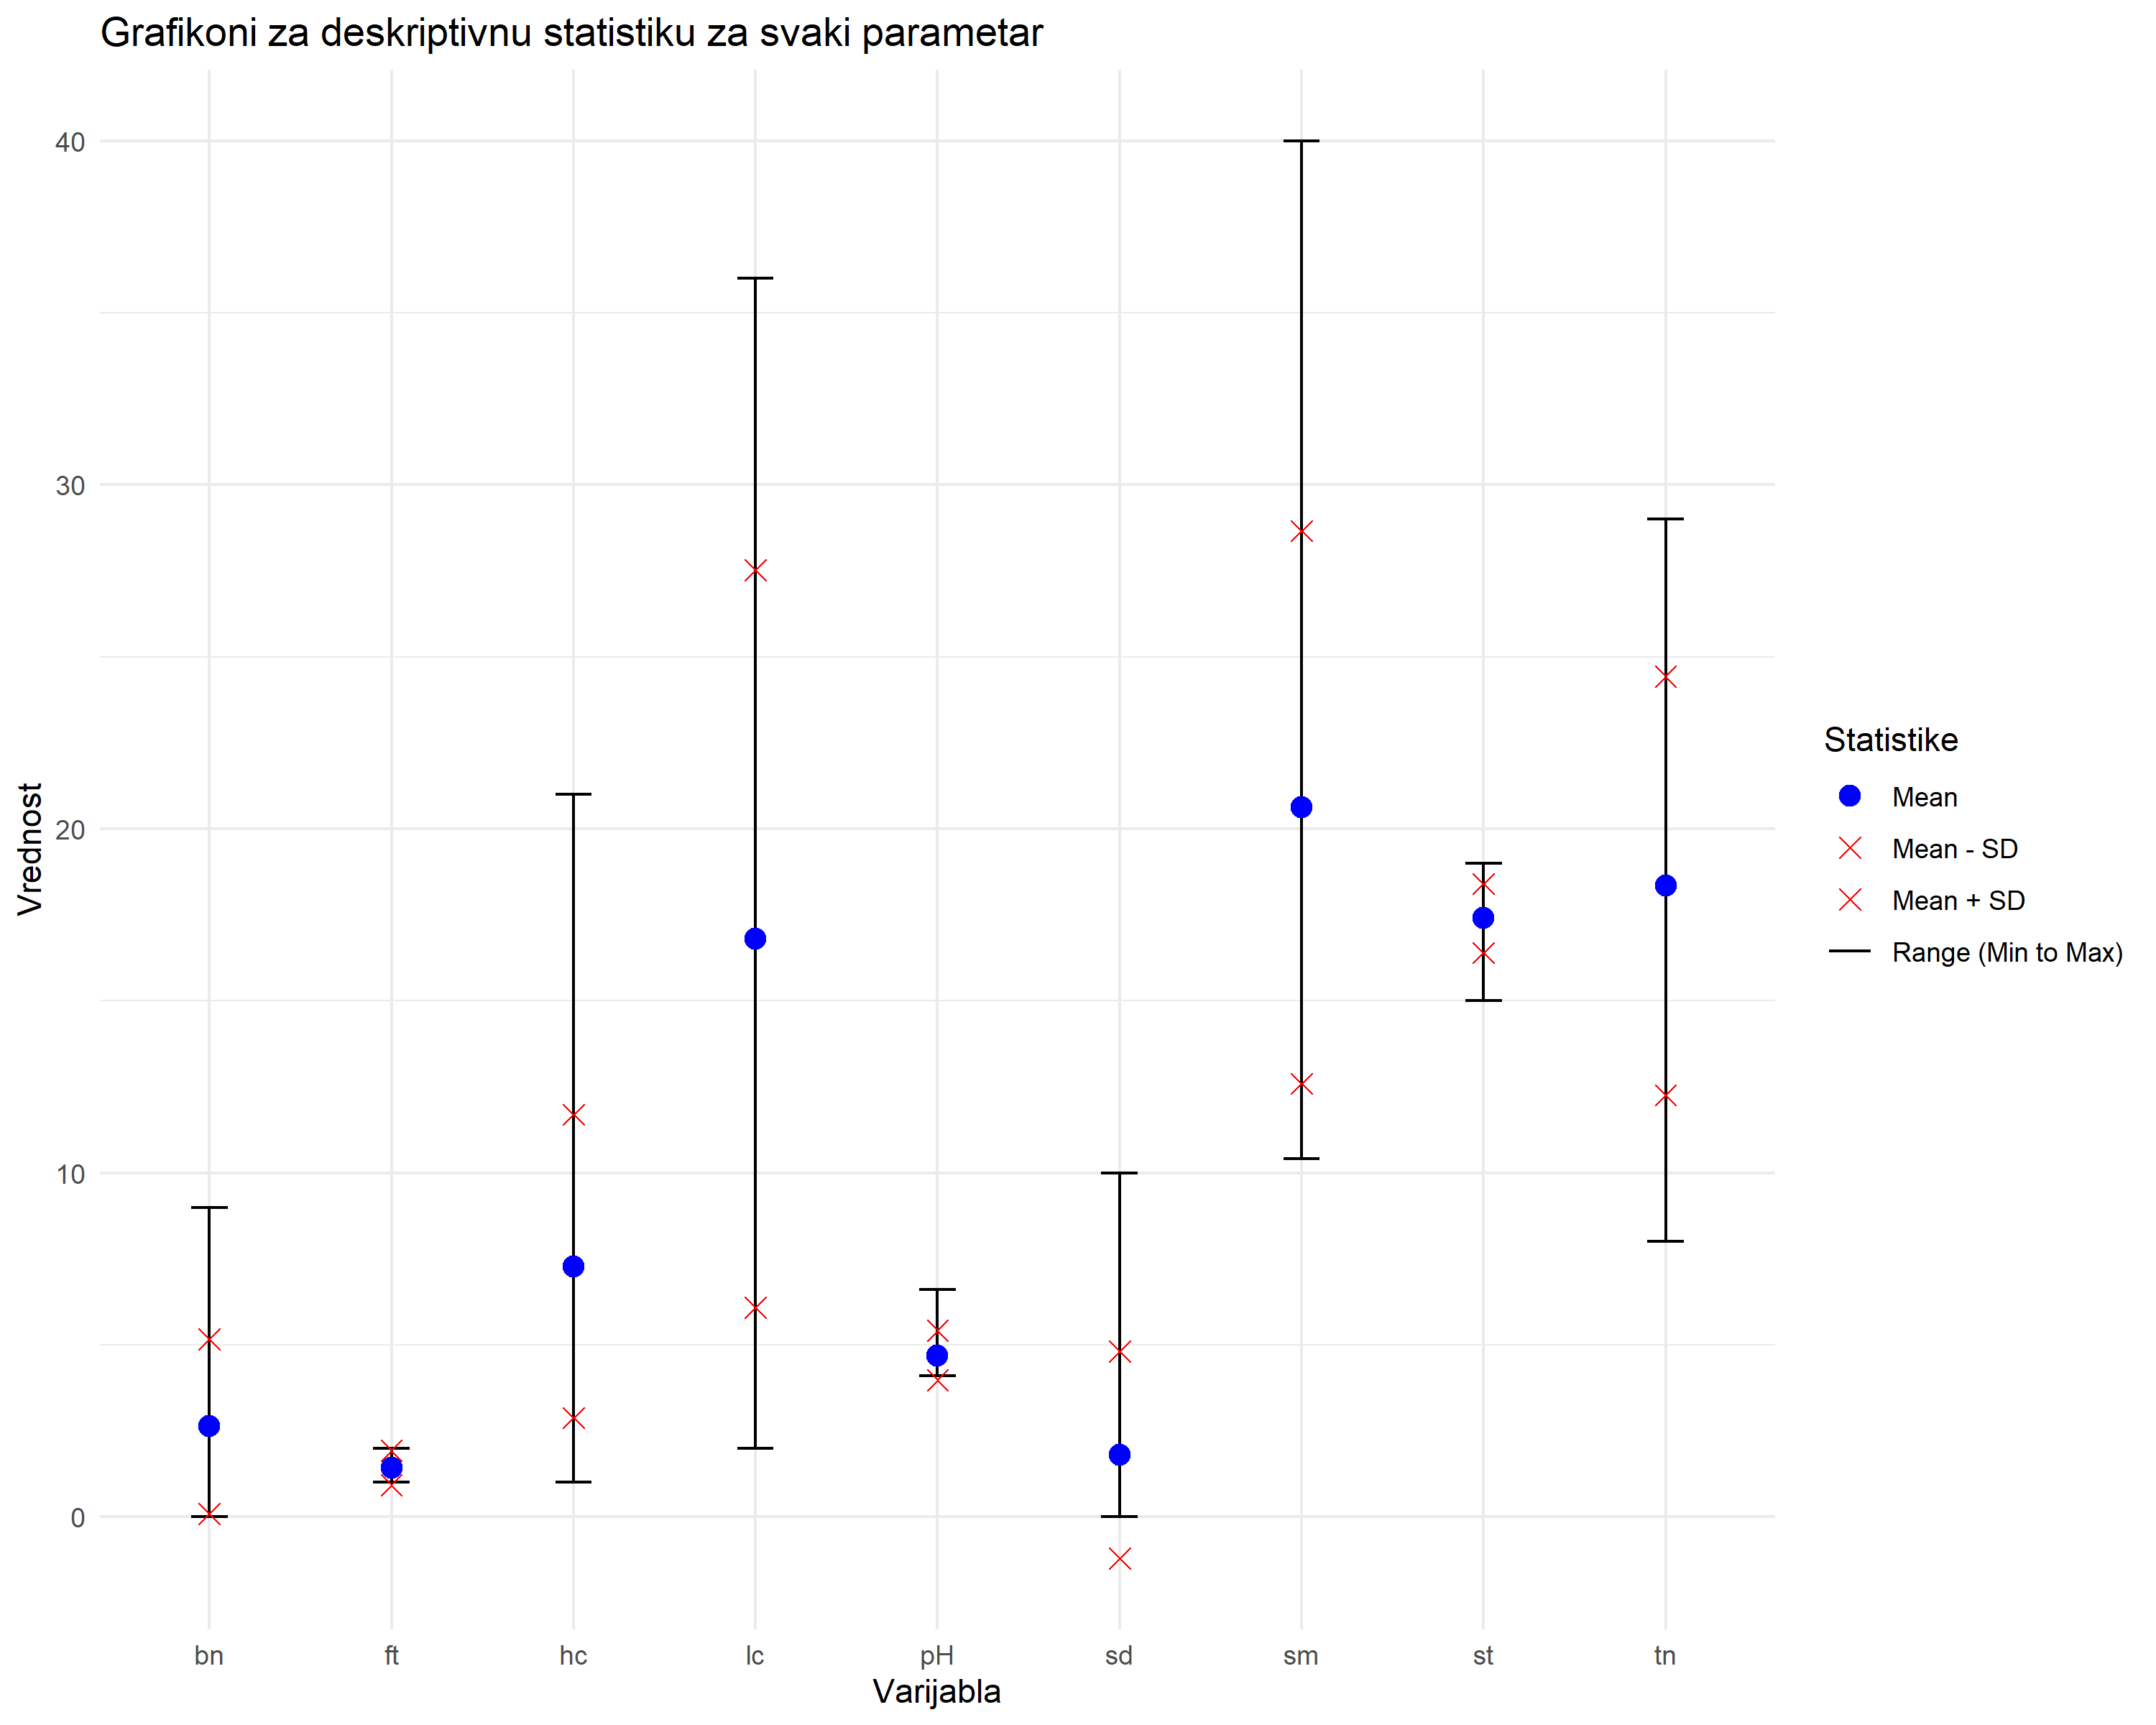 Grafikoni za deskriptivnu statistiku za svaki parametar
Vrednost
40
30
20
10
0
bn
ft
hc
lc
pH
sd
sm
st
tn
Varijabla
Statistike
Mean
Mean - SD
Mean + SD
Range (Min to Max)